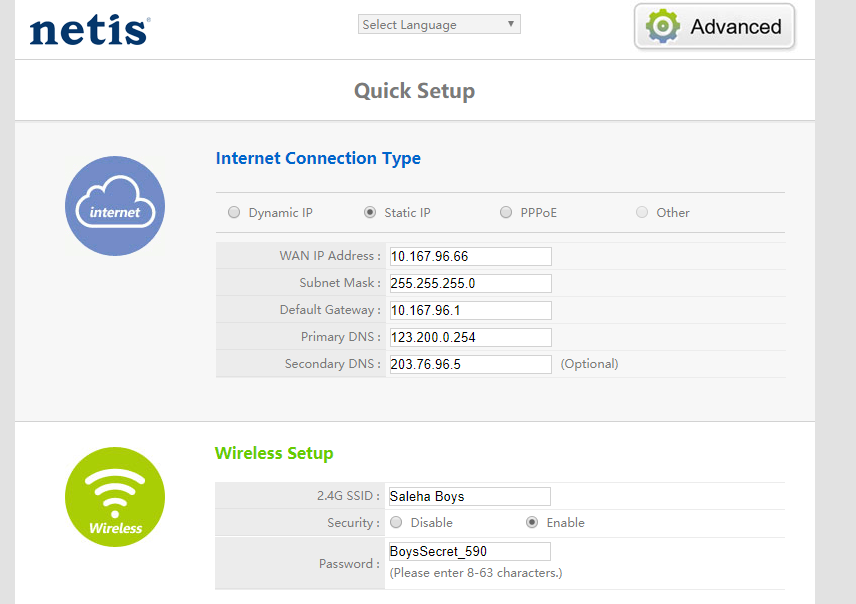 netis
Select Language
Advanced
Quick Setup
internet
Internet Connection Type
Dynamic IP Static IP PPPoE Other
WAN IP Address : 10.167.96.66
Subnet Mask : 255.255.255.0
Default Gateway : 10.167.96.1
Primary DNS : 123.200.0.254
Secondary DNS : 203.76.96.5 (Optional)
Wireless
Wireless Setup
2.4G SSID : Saleha Boys
Security : Disable Enable
Password : BoysSecret_590
(Please enter 8-63 characters.)